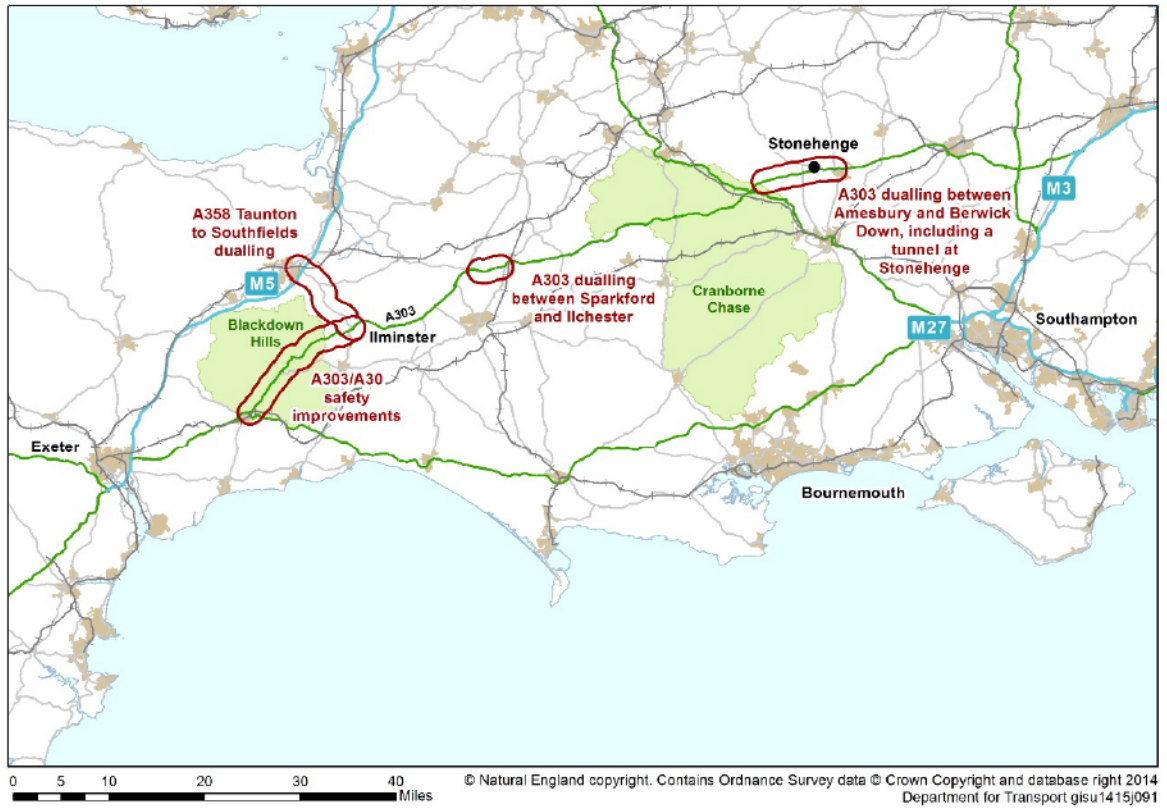 Stonehenge
A303 dualling between
Amesbury and Berwick
Down, including a
tunnel at
Stonehenge
M3
A358 Taunton
to Southfields
dualling
M5
A303 dualling
between Sparkford
and Ilchester
Cranborne
Chase
A303
Blackdown
Hills
Ilminster
M27
Southampton
A303/A30
safety
improvements
Exeter
Bournemouth
0 5 10 20 30 40
Miles
© Natural England copyright. Contains Ordnance Survey data © Crown Copyright and database right 2014
Department for Transport gisu1415j091